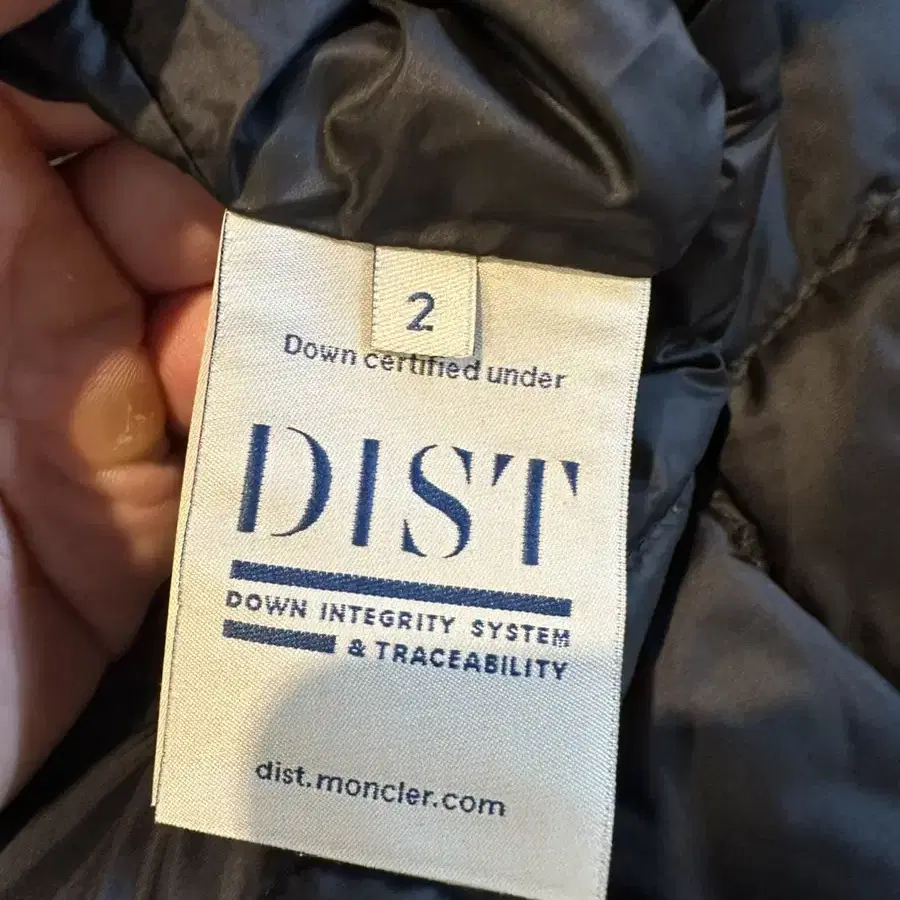 2
Down certified under
DIST
DOWN INTEGRITY SYSTEM
& TRACEABILITY
dist.moncler.com